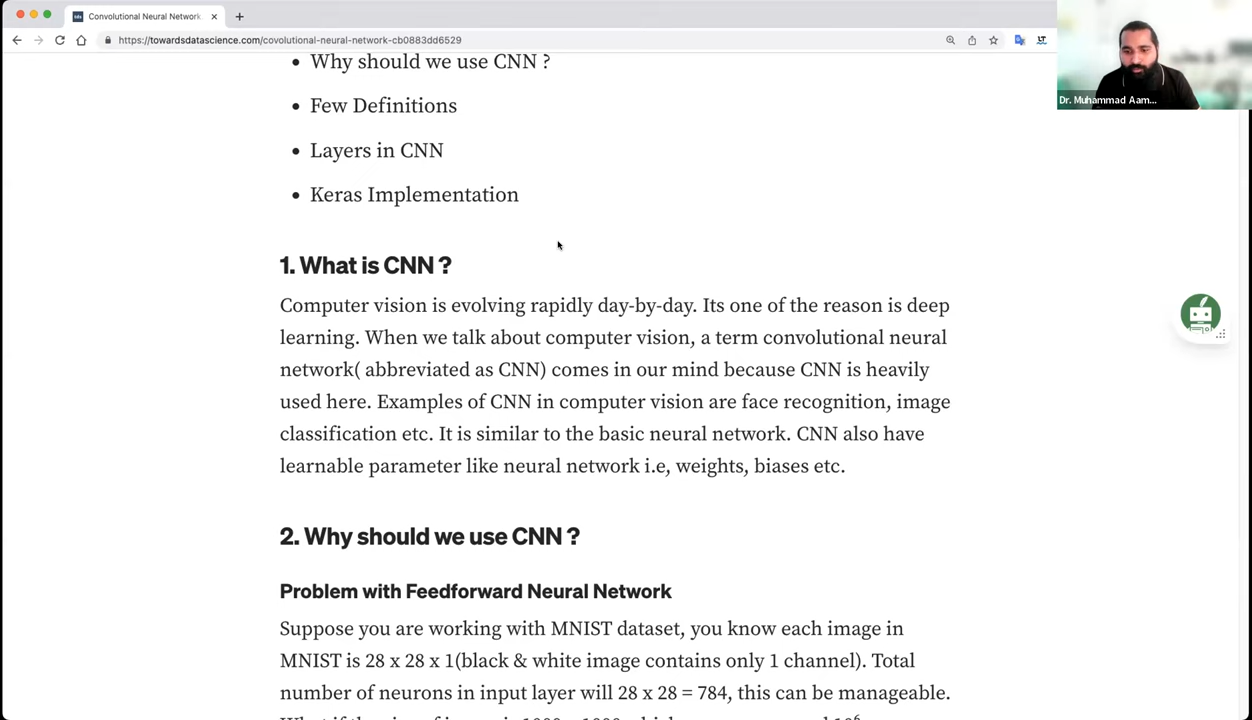 Convolutional Neural Network
https://towardsdatascience.com/covolutional-neural-network-cb0883dd6529
Dr. Muhammad Aam...
• Why should we use CNN ?
• Few Definitions
• Layers in CNN
• Keras Implementation
1. What is CNN ?
Computer vision is evolving rapidly day-by-day. Its one of the reason is deep
learning. When we talk about computer vision, a term convolutional neural
network( abbreviated as CNN) comes in our mind because CNN is heavily
used here. Examples of CNN in computer vision are face recognition, image
classification etc. It is similar to the basic neural network. CNN also have
learnable parameter like neural network i.e, weights, biases etc.
2. Why should we use CNN ?
Problem with Feedforward Neural Network
Suppose you are working with MNIST dataset, you know each image in
MNIST is 28 x 28 x 1(black & white image contains only 1 channel). Total
number of neurons in input layer will 28 x 28 = 784, this can be manageable.